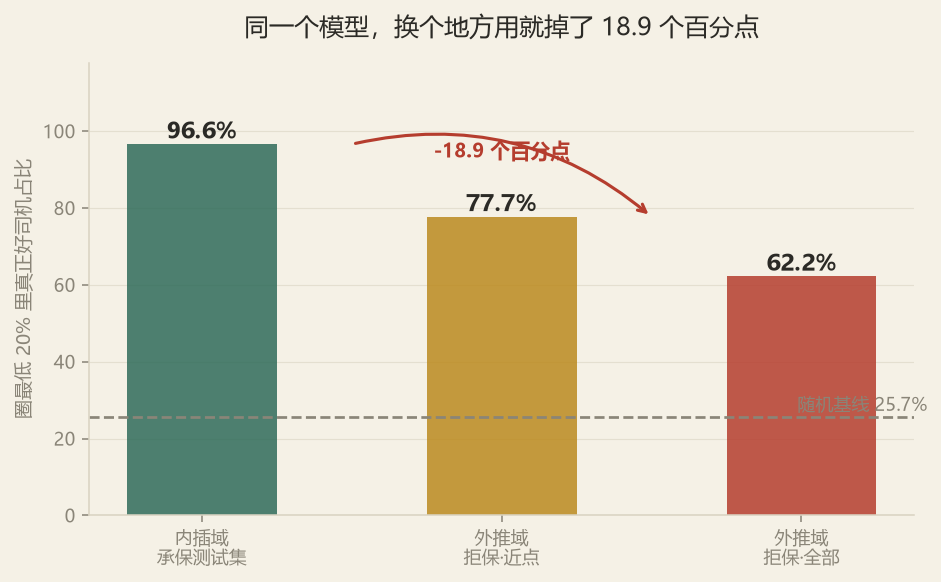 同一个模型，换个地方用就掉了 18.9 个百分点
圈最低 20% 里真正好司机占比
100
80
60
40
20
0
96.6%
-18.9 个百分点
77.7%
62.2%
随机基线 25.7%
内插域
承保测试集
外推域
拒保·近点
外推域
拒保·全部